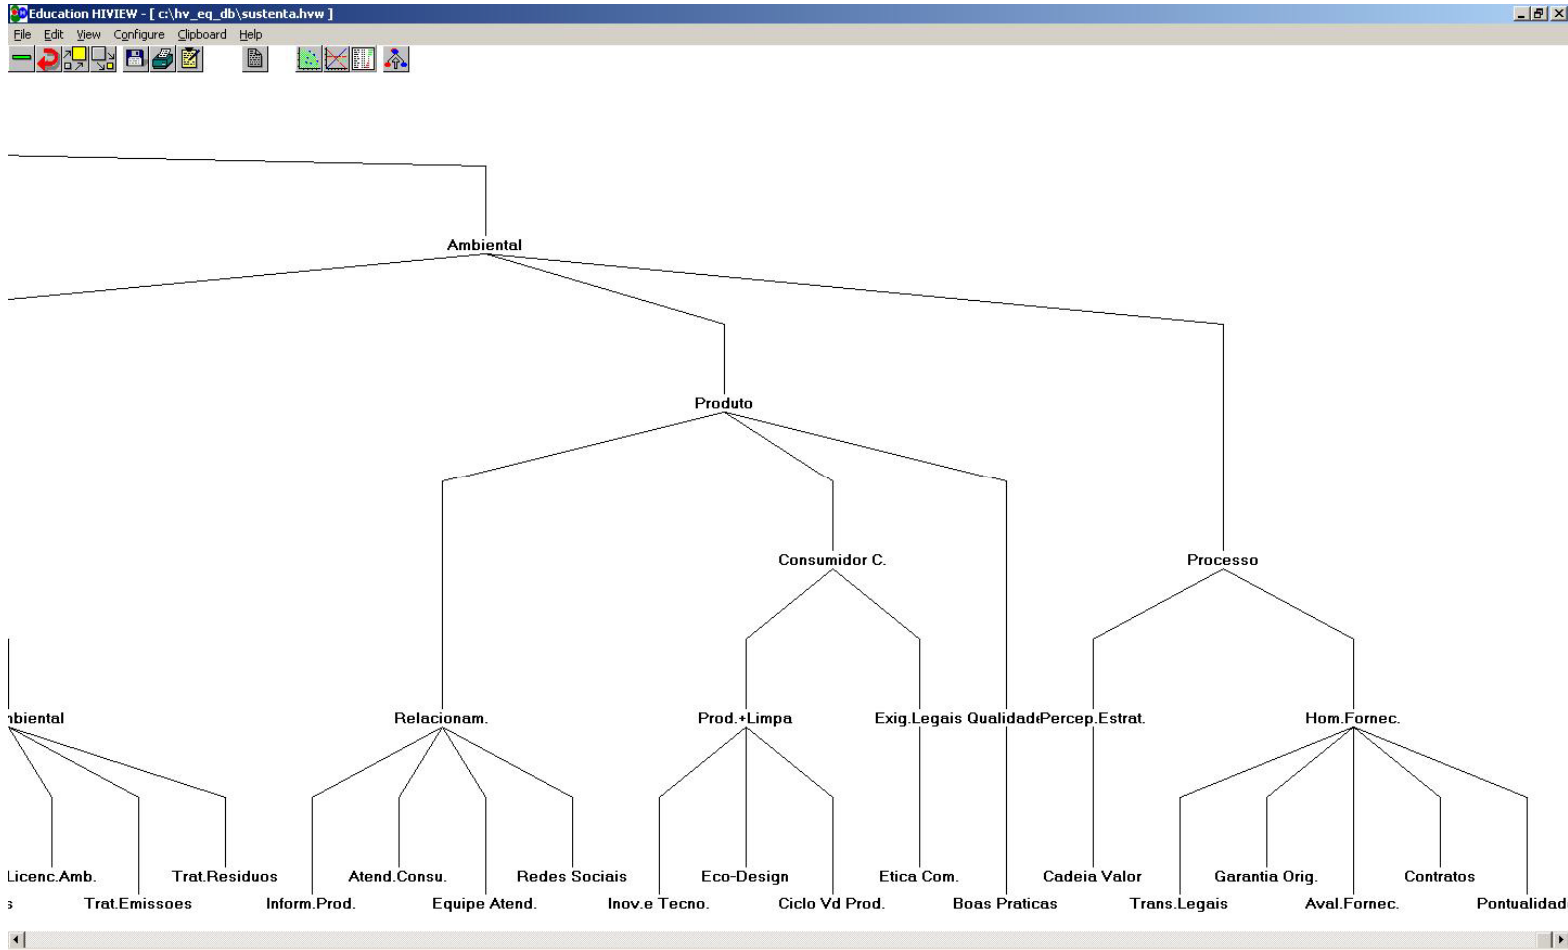 Education HIVIEW - [ c:\hv_eq_db\sustenta.hvw ]
File Edit View Configure Clipboard Help
Ambiental
Produto
Consumidor C. Processo
nbiental Relacionam. Prod.+Limpa Exig.Legais Qualidade Percep.Estrat. Hom.Fornec.
Licenc.Amb. Trat.Residuos Atend.Consu. Redes Sociais Eco-Design Etica Com. Cadeia Valor Garantia Orig. Contratos
s Trat.Emissoes Inform.Prod. Equipe Atend. Inov.e Tecno. Ciclo Vd Prod. Boas Praticas Trans.Legais Aval.Fornec. Pontualidad